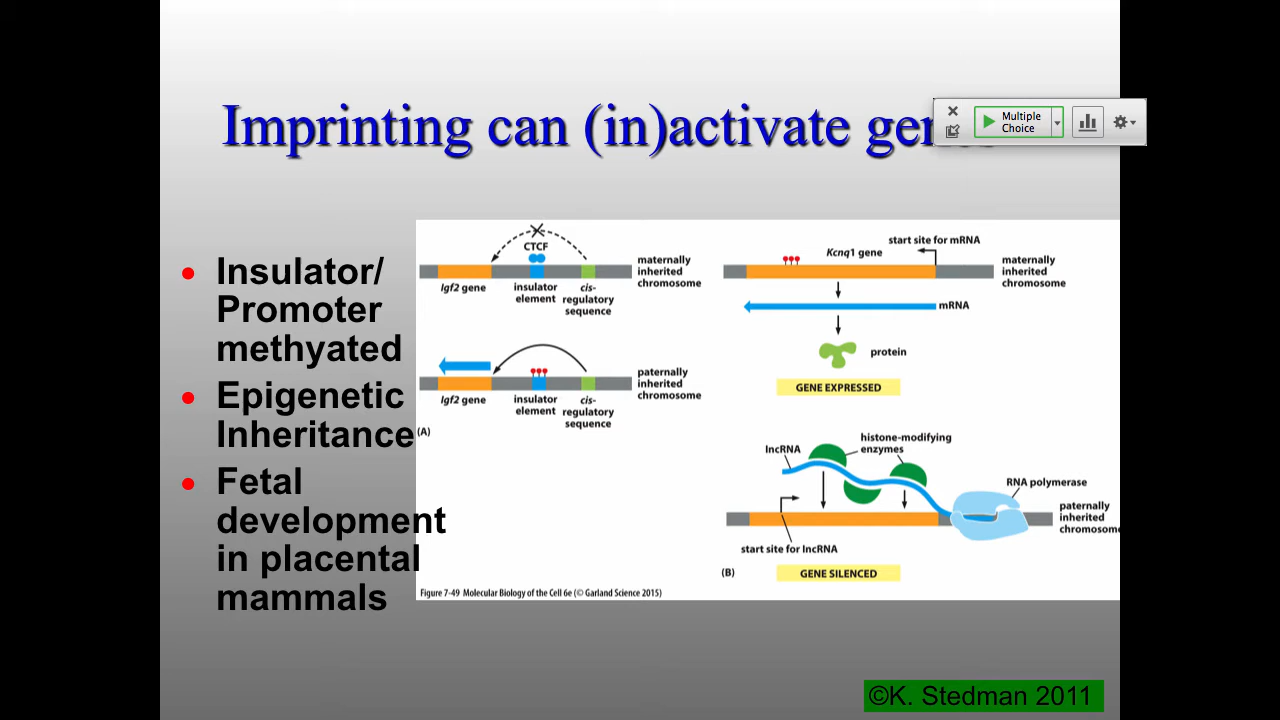 Imprinting can (in)activate
Multiple
Choice
Insulator/
Promoter
methyated
Epigenetic
Inheritance
Fetal
development
in placental
mammals
CTCF
Igf2 gene
insulator
element
cis-
regulatory
sequence
maternally
inherited
chromosome
Igf2 gene
insulator
element
cis-
regulatory
sequence
paternally
inherited
chromosome
(A)
Kcnq1 gene
start site for mRNA
maternally
inherited
chromosome
mRNA
protein
GENE EXPRESSED
lncRNA
histone-modifying
enzymes
RNA polymerase
paternally
inherited
chromosome
start site for lncRNA
(B)
GENE SILENCED
Figure 7-49 Molecular Biology of the Cell 6e (© Garland Science 2015)
©K. Stedman 2011